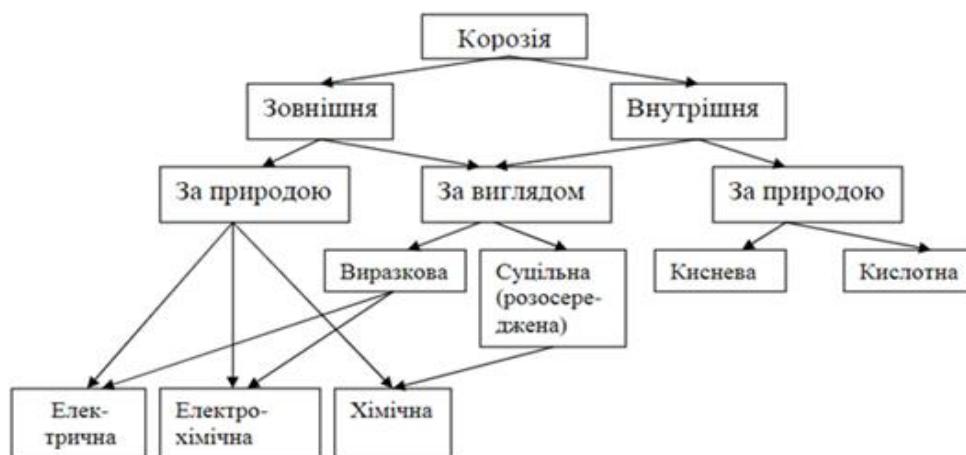 Корозія
Зовнішня
Внутрішня
За природою
За виглядом
За природою
Виразкова
Суцільна
(розосере-
джена)
Киснева
Кислотна
Елек-
трична
Електро-
хімічна
Хімічна